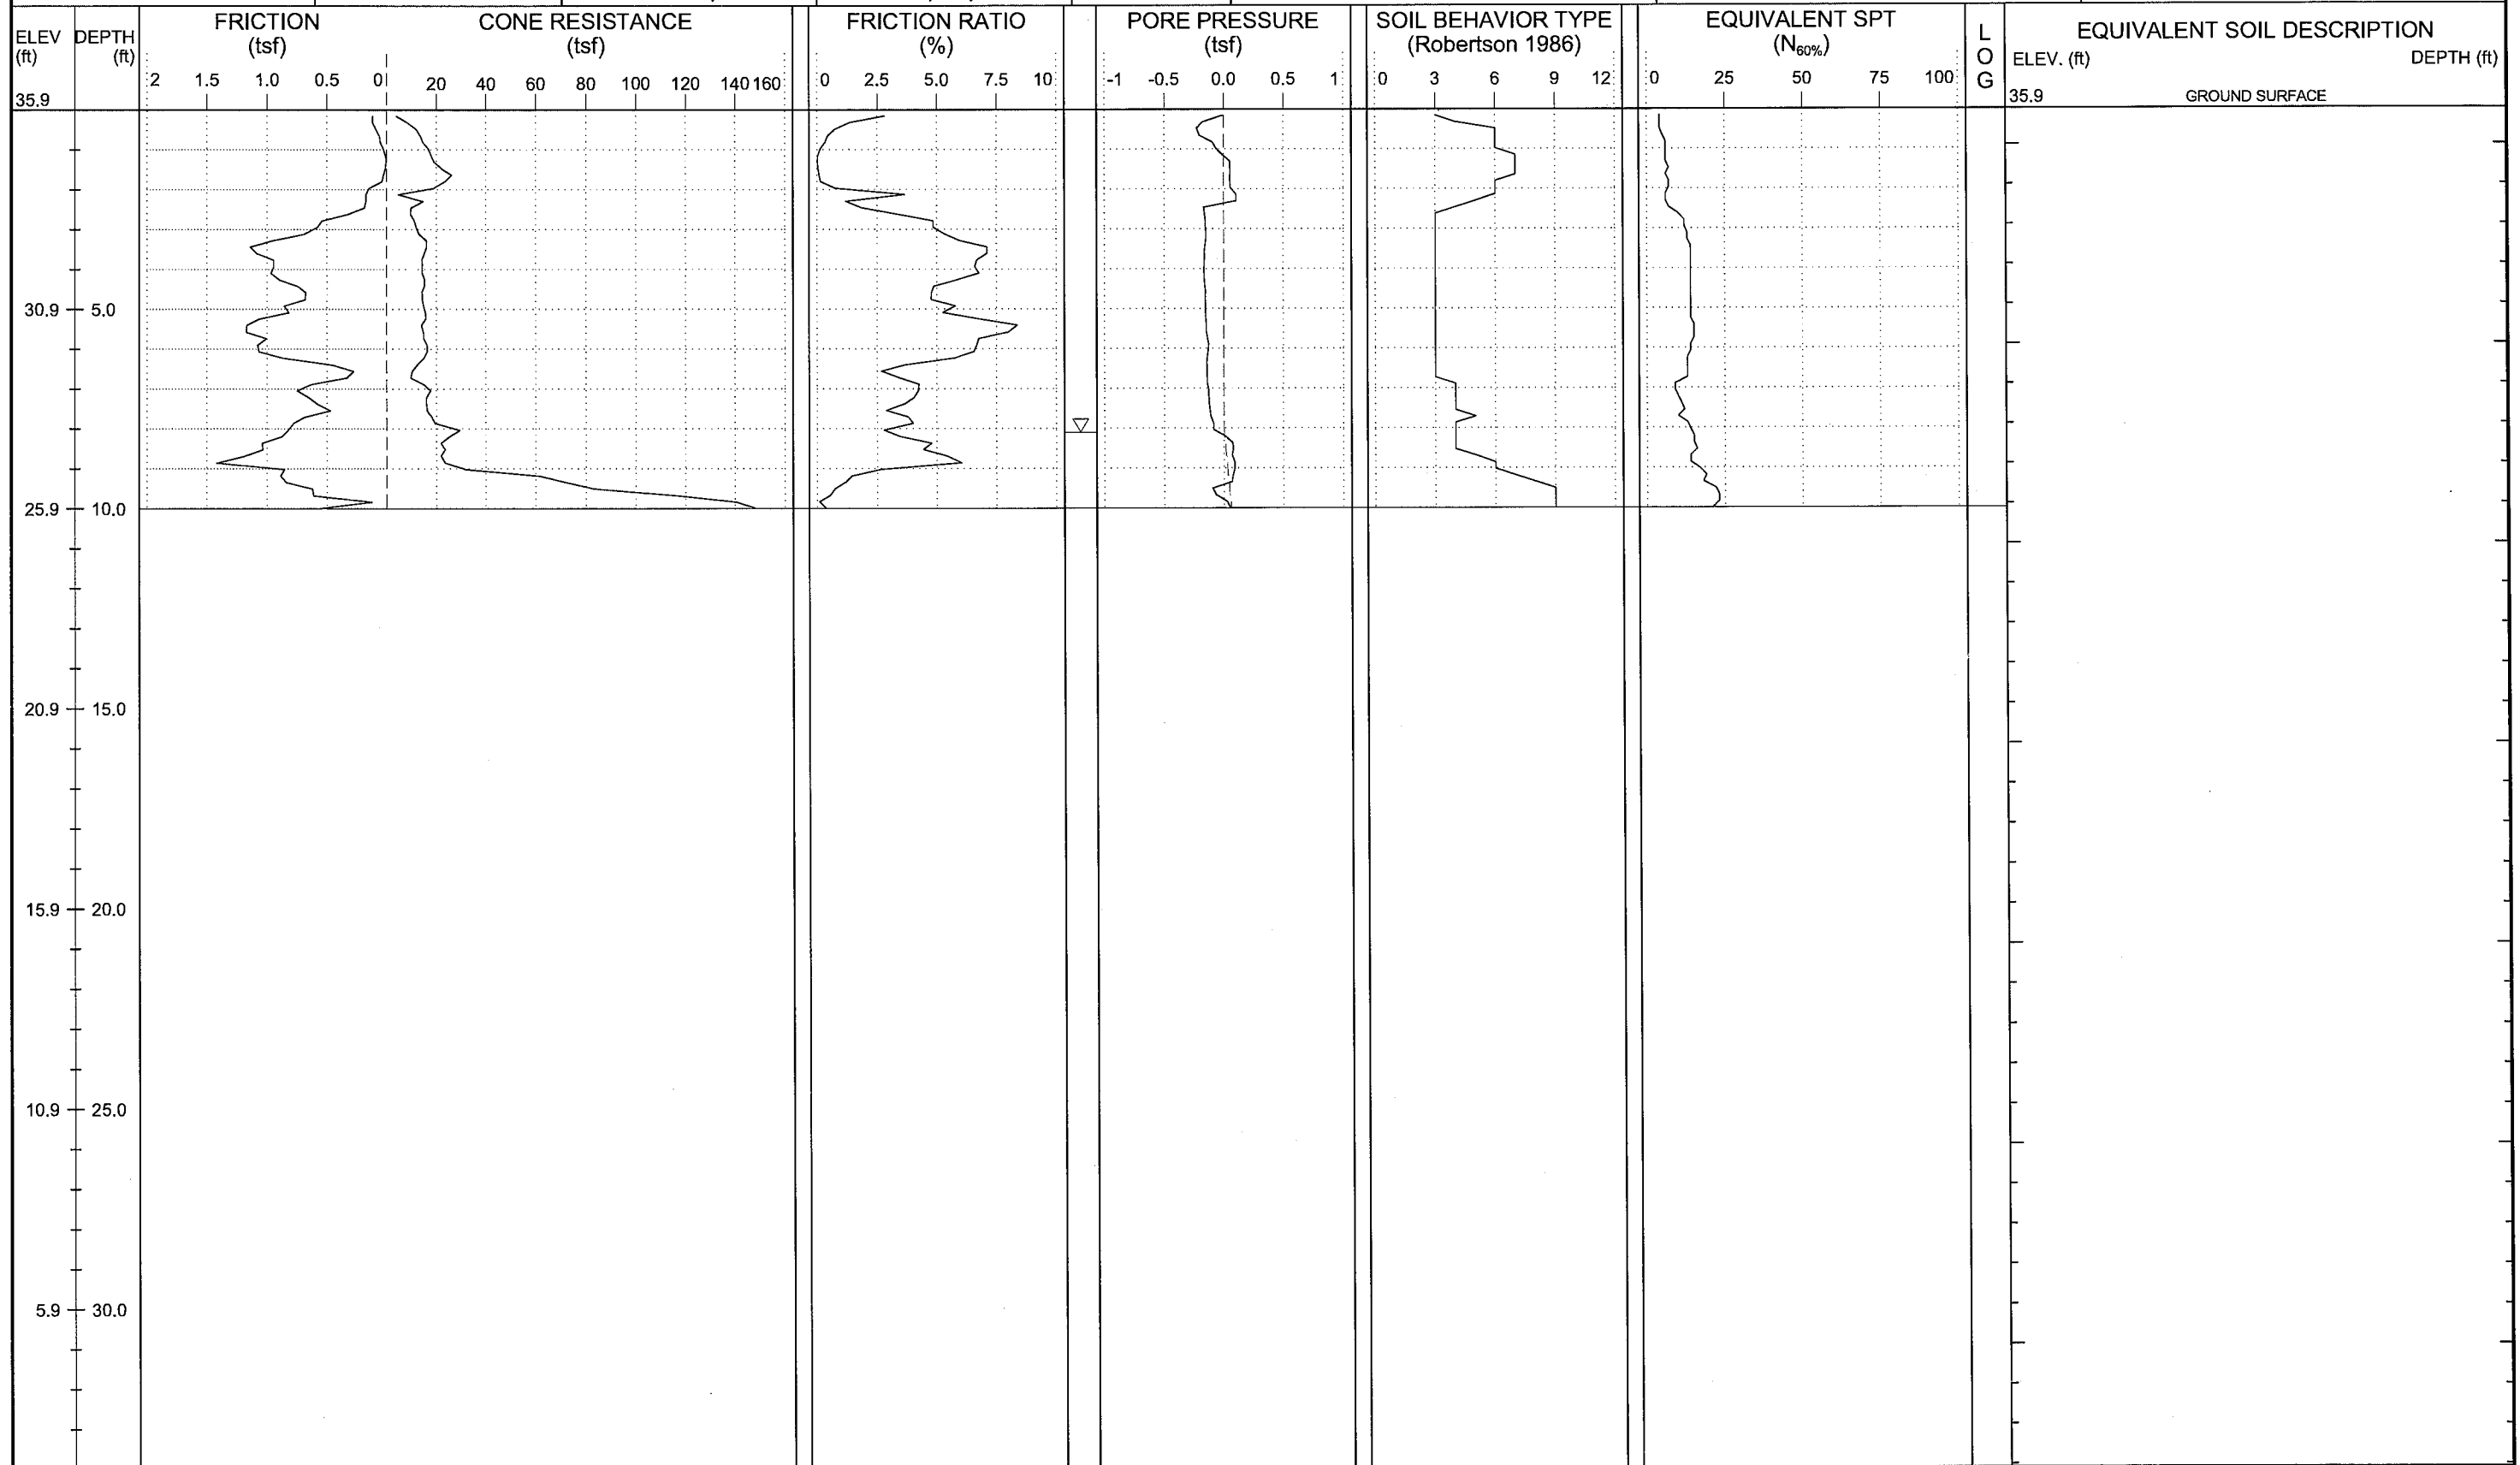 ELEV (ft)
DEPTH (ft)
FRICTION (tsf)
CONE RESISTANCE (tsf)
FRICTION RATIO (%)
PORE PRESSURE (tsf)
SOIL BEHAVIOR TYPE (Robertson 1986)
EQUIVALENT SPT (N60%)
LOG
EQUIVALENT SOIL DESCRIPTION
ELEV. (ft) DEPTH (ft)
2 1.5 1.0 0.5 0 20 40 60 80 100 120 140 160
0 2.5 5.0 7.5 10
-1 -0.5 0.0 0.5 1
0 3 6 9 12
0 25 50 75 100
35.9
35.9 GROUND SURFACE
30.9 5.0
25.9 10.0
20.9 15.0
15.9 20.0
10.9 25.0
5.9 30.0